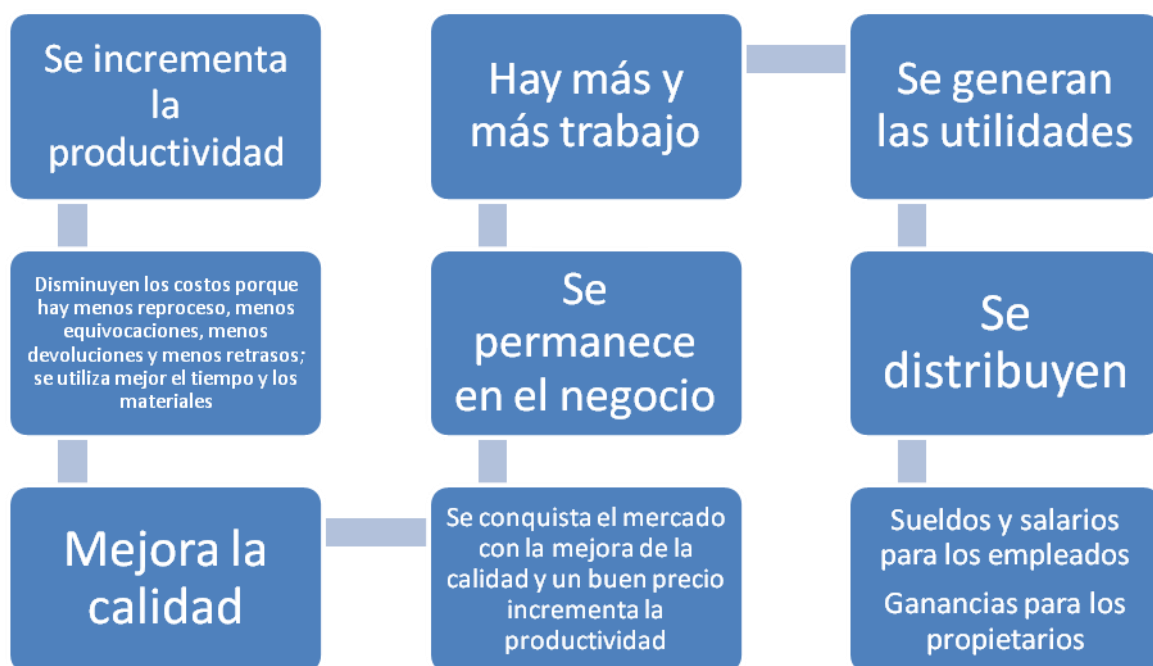 Se incrementa
la
productividad
Disminuyen los costos porque
hay menos reproceso, menos
equivocaciones, menos
devoluciones y menos retrasos;
se utiliza mejor el tiempo y los
materiales
Mejora la
calidad
Se conquista el mercado
con la mejora de la
calidad y un buen precio
incrementa la
productividad
Se
permanece
en el negocio
Hay más y
más trabajo
Se generan
las utilidades
Se
distribuyen
Sueldos y salarios
para los empleados
Ganancias para los
propietarios